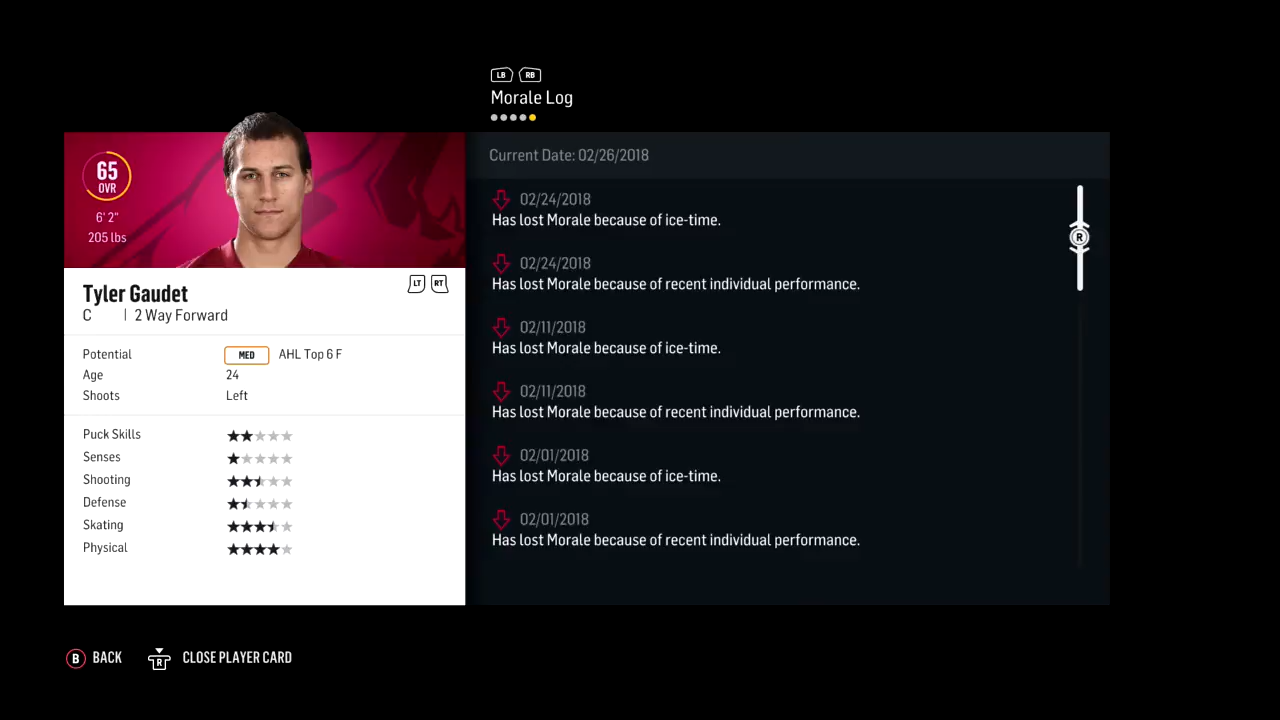 LB RB
Morale Log
65
OVR
6' 2"
205 lbs
Current Date: 02/26/2018
LT RT
Tyler Gaudet
C | 2 Way Forward
Potential MED AHL Top 6 F
Age 24
Shoots Left
Puck Skills
Senses
Shooting
Defense
Skating
Physical
02/24/2018
Has lost Morale because of ice-time.
02/24/2018
Has lost Morale because of recent individual performance.
02/11/2018
Has lost Morale because of ice-time.
02/11/2018
Has lost Morale because of recent individual performance.
02/01/2018
Has lost Morale because of ice-time.
02/01/2018
Has lost Morale because of recent individual performance.
R
B BACK R CLOSE PLAYER CARD